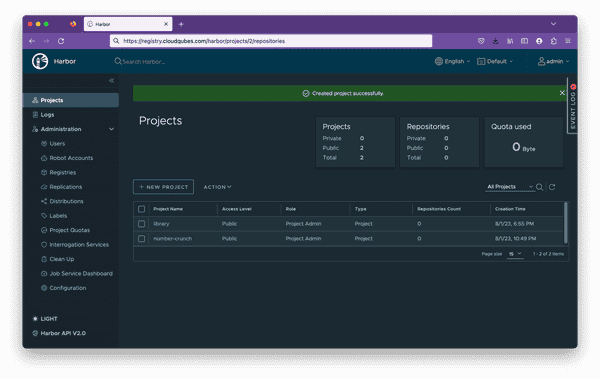 Harbor
https://registry.cloudqubes.com/harbor/projects/2/repositories
Harbor
Search Harbor...
English
Default
admin
Created project successfully.
EVENT LOG
Projects
Logs
Administration
Users
Robot Accounts
Registries
Replications
Distributions
Labels
Project Quotas
Interrogation Services
Clean Up
Job Service Dashboard
Configuration
LIGHT
Harbor API V2.0
Projects
Projects
Private 0
Public 2
Total 2
Repositories
Private 0
Public 0
Total 0
Quota used
0 Byte
+ NEW PROJECT
ACTION
All Projects
Project Name Access Level Role Type Repositories Count Creation Time
library Public Project Admin Project 0 8/1/23, 6:55 PM
number-crunch Public Project Admin Project 0 8/1/23, 10:49 PM
Page size 15 1 - 2 of 2 items